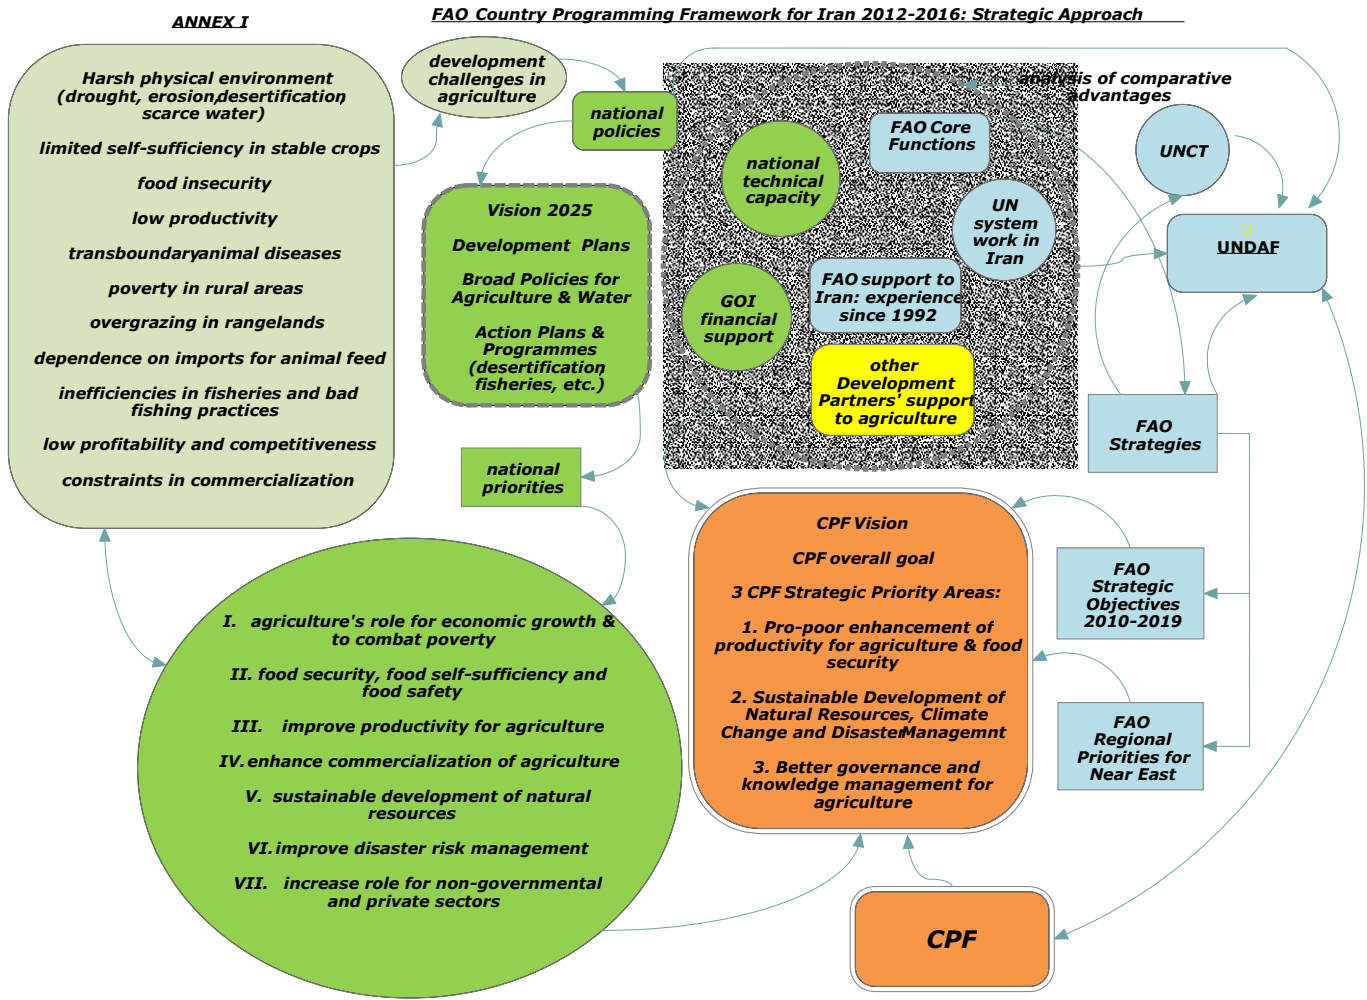 ANNEX I
FAO Country Programming Framework for Iran 2012-2016: Strategic Approach
Harsh physical environment
(drought, erosion,desertification,
scarce water)
limited self-sufficiency in stable crops
food insecurity
low productivity
transboundaryanimal diseases
poverty in rural areas
overgrazing in rangelands
dependence on imports for animal feed
inefficiencies in fisheries and bad
fishing practices
low profitability and competitiveness
constraints in commercialization
development
challenges in
agriculture
national
policies
Vision 2025
Development Plans
Broad Policies for
Agriculture & Water
Action Plans &
Programmes
(desertification,
fisheries, etc.)
national
priorities
analysis of comparative
advantages
national
technical
capacity
FAO Core
Functions
UN
system
work in
Iran
GOI
financial
support
FAO support to
Iran: experience
since 1992
other
Development
Partners' support
to agriculture
UNCT
U
UNDAF
FAO
Strategies
FAO
Strategic
Objectives
2010-2019
FAO
Regional
Priorities for
Near East
I. agriculture's role for economic growth &
to combat poverty
II. food security, food self-sufficiency and
food safety
III. improve productivity for agriculture
IV. enhance commercialization of agriculture
V. sustainable development of natural
resources
VI. improve disaster risk management
VII. increase role for non-governmental
and private sectors
CPF Vision
CPF overall goal
3 CPF Strategic Priority Areas:
1. Pro-poor enhancement of
productivity for agriculture & food
security
2. Sustainable Development of
Natural Resources, Climate
Change and DisasterManagemnt
3. Better governance and
knowledge management for
agriculture
CPF